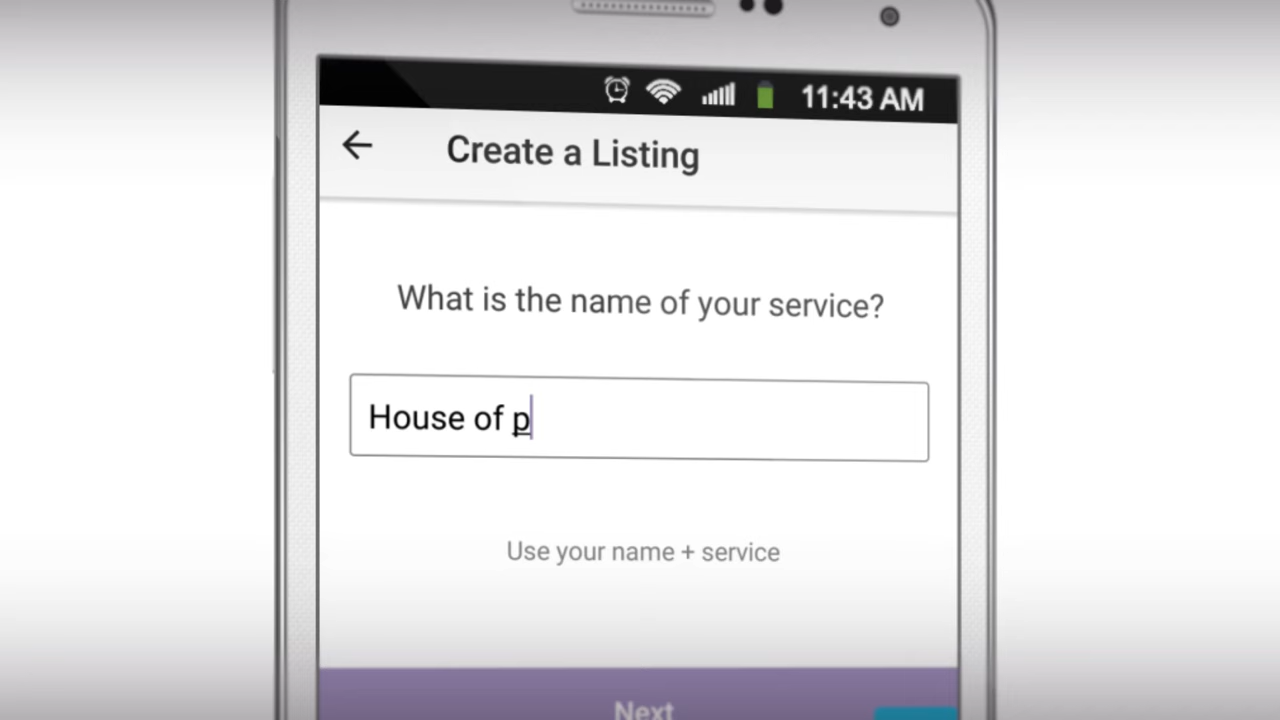 11:43 AM
Create a Listing
What is the name of your service?
House of p
Use your name + service
Next